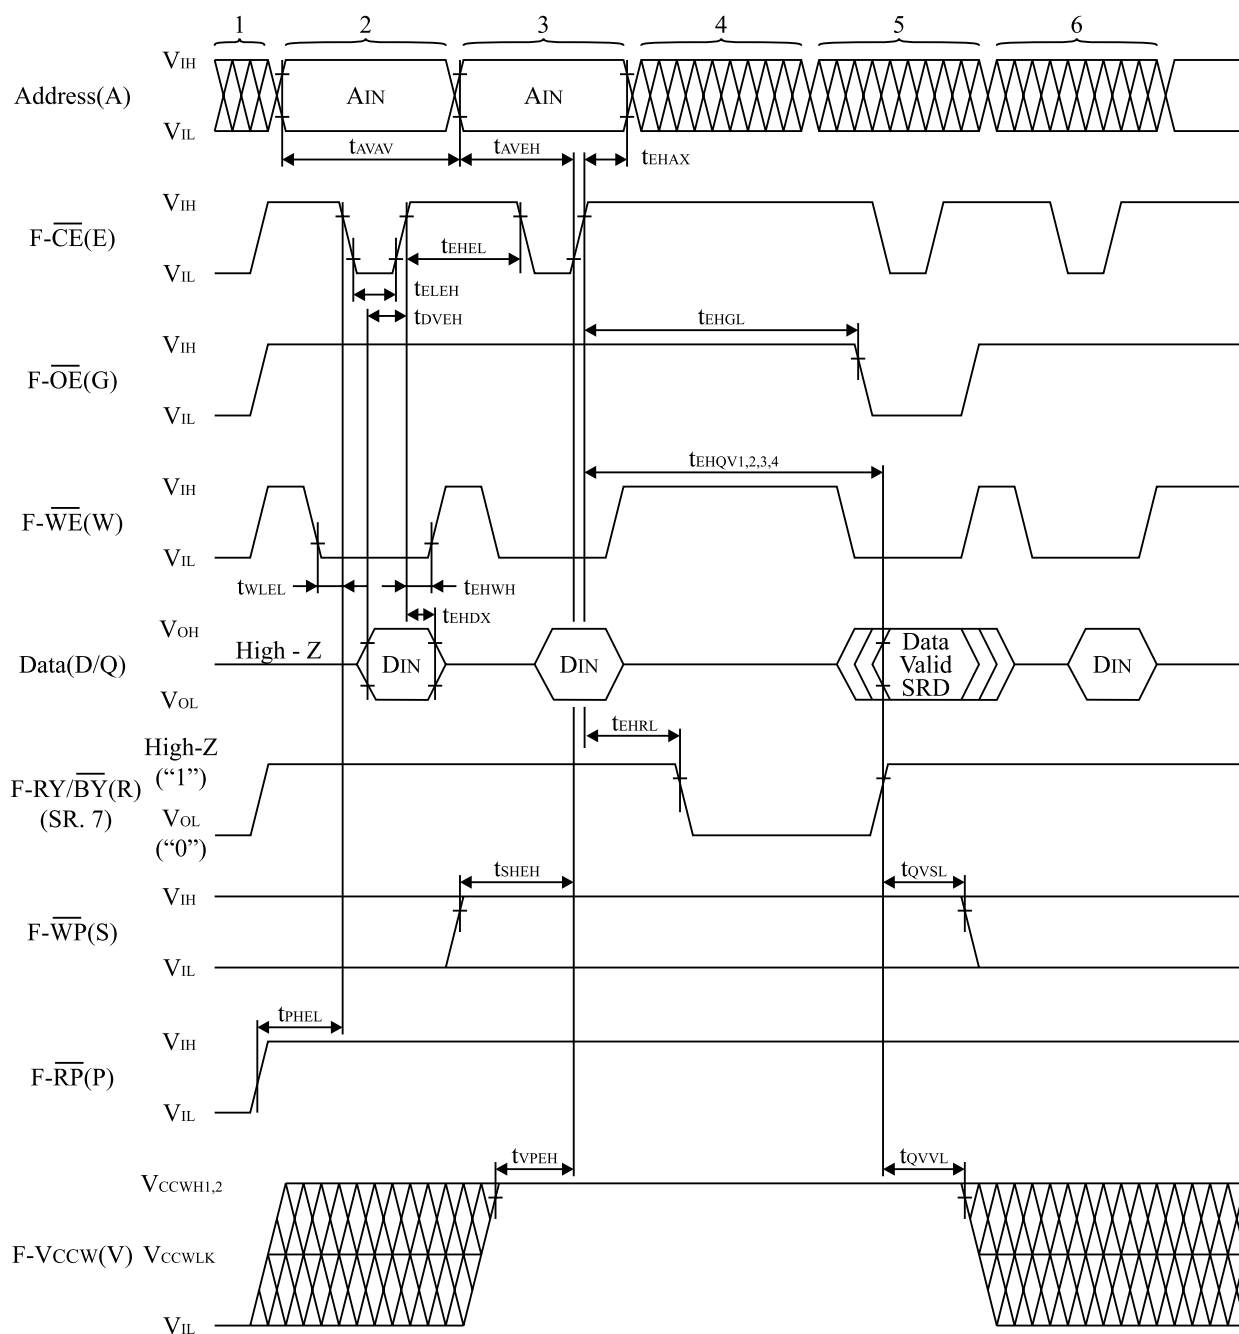 1 2 3 4 5 6
VIH
Address(A) AIN AIN
VIL
tAVAV tAVEH tEHAX
VIH
F-CE(E)
tEHEL
tELEH
tDVEH tEHGL
VIH
F-OE(G)
VIL
tEHQV1,2,3,4
VIH
F-WE(W)
VIL
tWLEL tEHWH
tEHDX
VOH
High - Z
Data(D/Q) DIN DIN Data
Valid
SRD DIN
VOL
tEHRL
High-Z
(“1”)
F-RY/BY(R)
(SR. 7)
VOL
(“0”)
tSHEH tQVSL
VIH
F-WP(S)
VIL
tPHEL
VIH
F-RP(P)
VIL
tVPEH tQVVL
VCCWH1,2
F-VCCW(V) VCCWLK
VIL